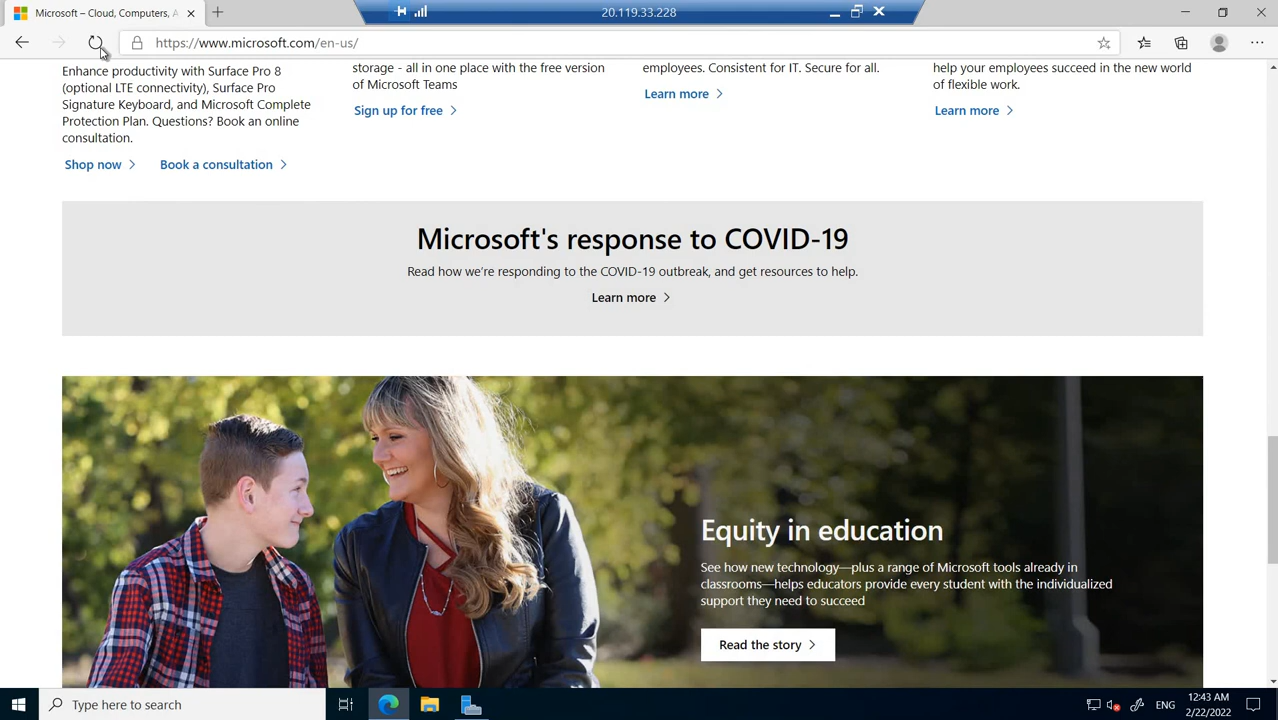 Microsoft – Cloud, Computers, A
20.119.33.228
https://www.microsoft.com/en-us/
Enhance productivity with Surface Pro 8
(optional LTE connectivity), Surface Pro
Signature Keyboard, and Microsoft Complete
Protection Plan. Questions? Book an online
consultation.
Shop now
Book a consultation
storage - all in one place with the free version
of Microsoft Teams
Sign up for free
employees. Consistent for IT. Secure for all.
Learn more
help your employees succeed in the new world
of flexible work.
Learn more
Microsoft's response to COVID-19
Read how we're responding to the COVID-19 outbreak, and get resources to help.
Learn more
Equity in education
See how new technology—plus a range of Microsoft tools already in
classrooms—helps educators provide every student with the individualized
support they need to succeed
Read the story
Type here to search
ENG
12:43 AM
2/22/2022